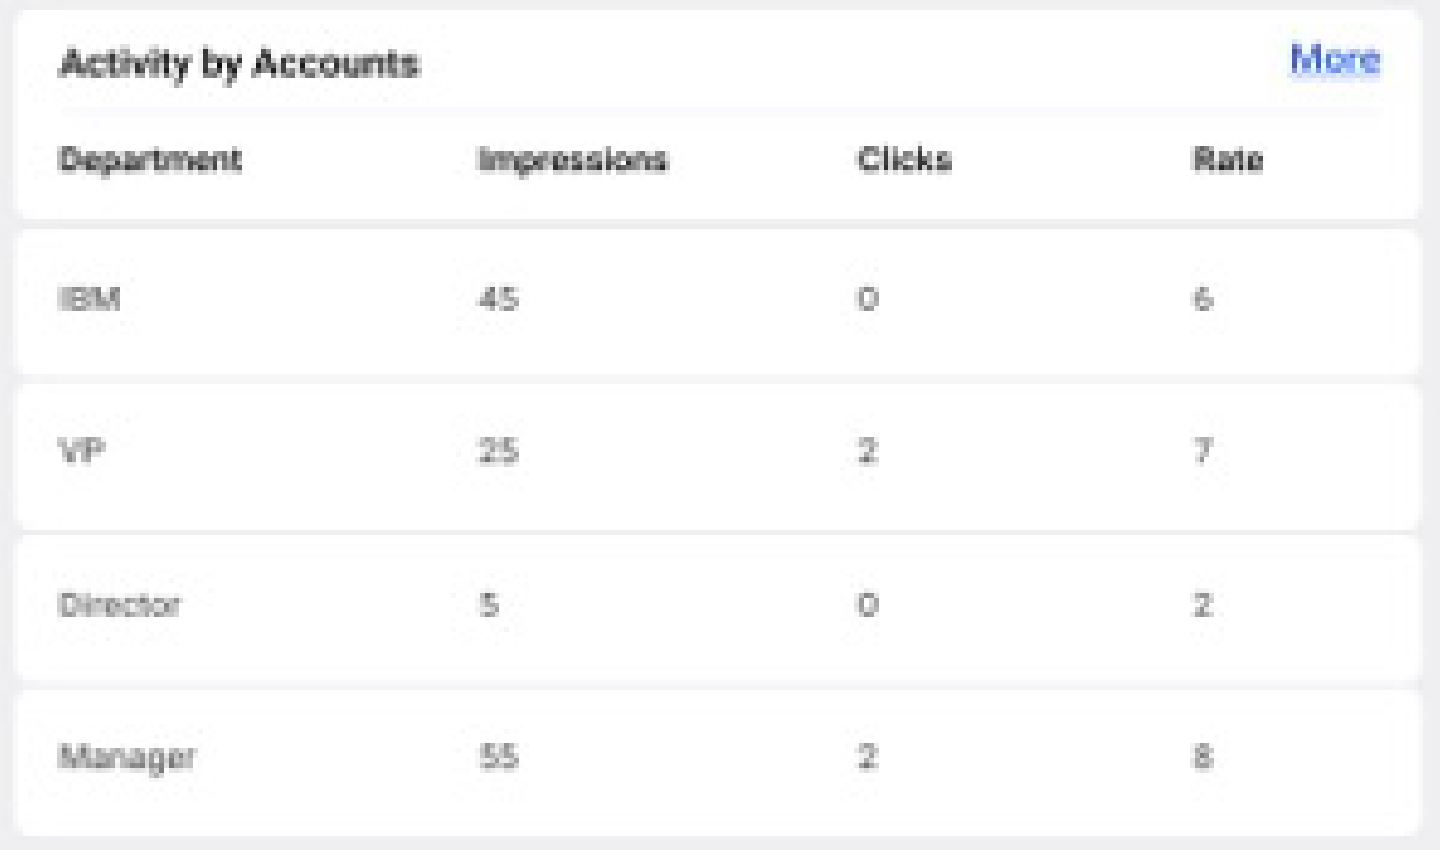 Activity by Accounts More
Department Impressions Clicks Rate
IBM 45 0 6
VP 25 2 7
Director 5 0 2
Manager 55 2 8